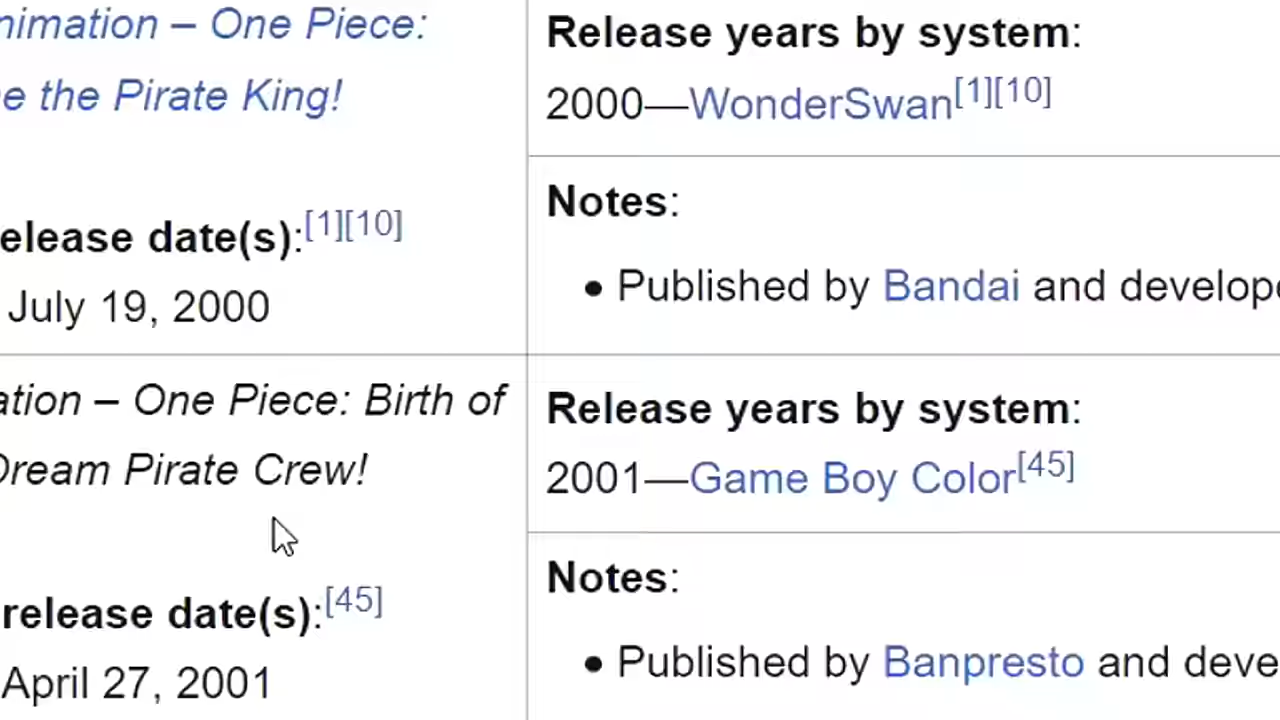 nimation – One Piece:
e the Pirate King!
elease date(s):[1][10]
July 19, 2000
Release years by system:
2000—WonderSwan[1][10]
Notes:
• Published by Bandai and develop
ation – One Piece: Birth of
Dream Pirate Crew!
release date(s):[45]
April 27, 2001
Release years by system:
2001—Game Boy Color[45]
Notes:
• Published by Banpresto and deve